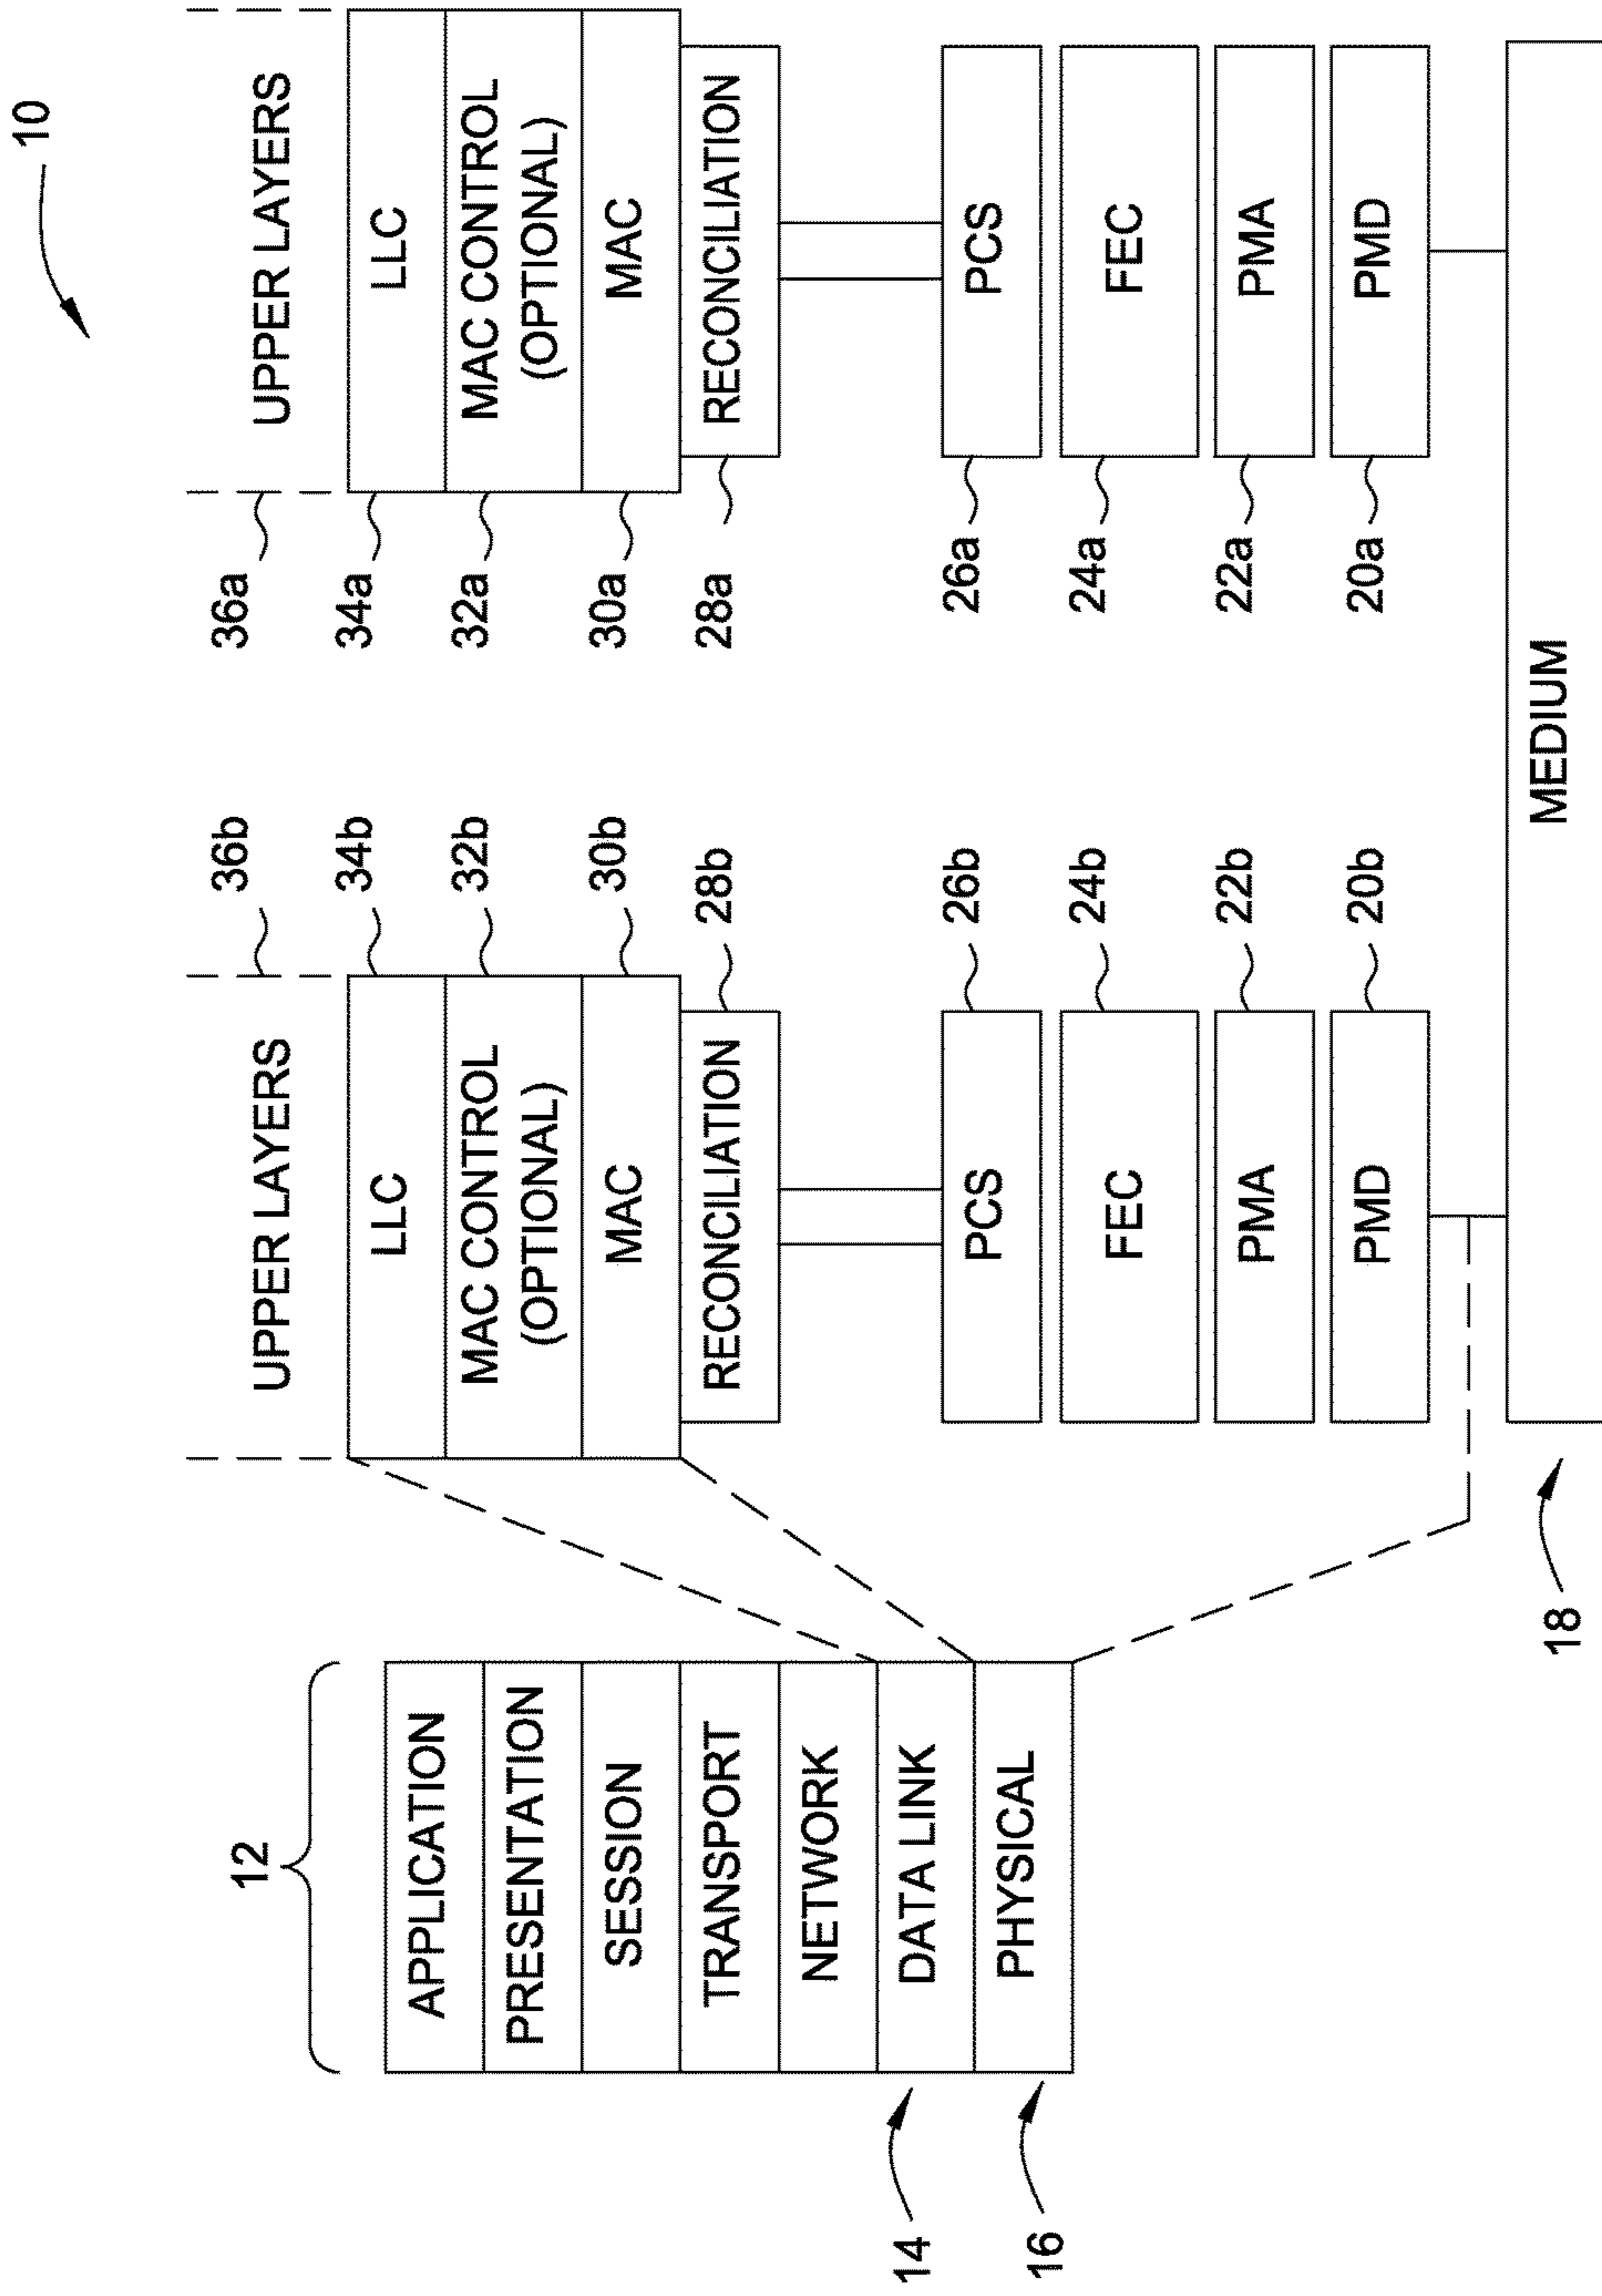 10
12
APPLICATION
PRESENTATION
SESSION
TRANSPORT
NETWORK
DATA LINK
PHYSICAL
14
16
UPPER LAYERS
36b
LLC
34b
MAC CONTROL
(OPTIONAL)
32b
MAC
30b
RECONCILIATION
28b
PCS
26b
FEC
24b
PMA
22b
PMD
20b
36a
UPPER LAYERS
34a
LLC
32a
MAC CONTROL
(OPTIONAL)
30a
MAC
28a
RECONCILIATION
26a
PCS
24a
FEC
22a
PMA
20a
PMD
MEDIUM
18